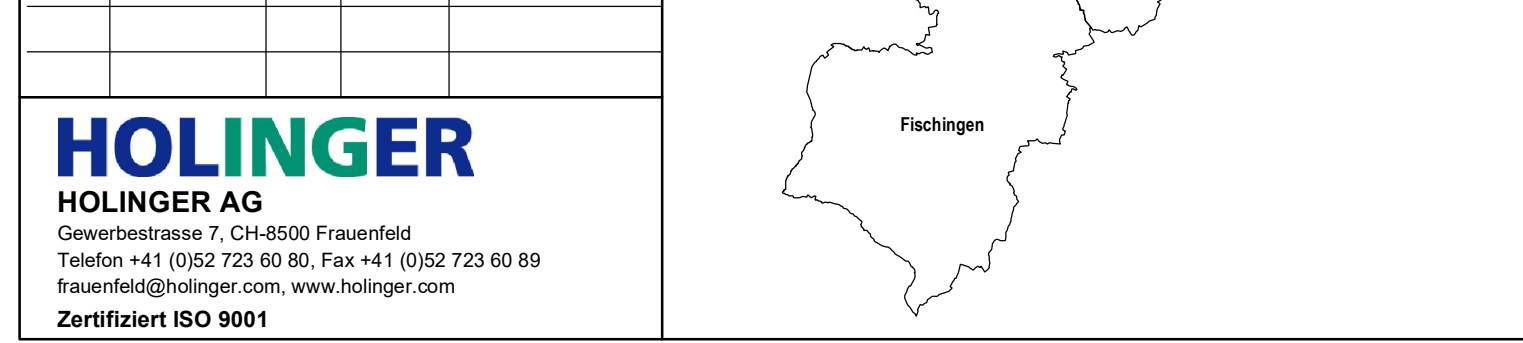 HOLINGER
HOLINGER AG
Gewerbestrasse 7, CH-8500 Frauenfeld
Telefon +41 (0)52 723 60 80, Fax +41 (0)52 723 60 89
frauenfeld@holinger.com, www.holinger.com
Zertifiziert ISO 9001
Fischingen